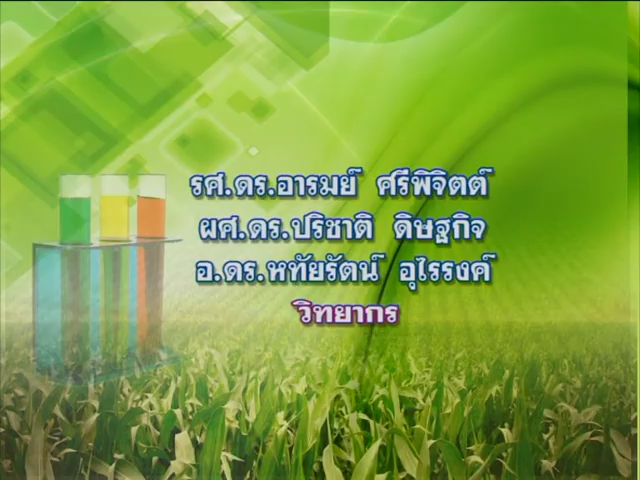 รศ.ดร.อารมย์ ศรีพิจิตต์
ผศ.ดร.ปริชาติ ดิษฐกิจ
อ.ดร.หทัยรัตน์ อุไรรงค์
วิทยากร